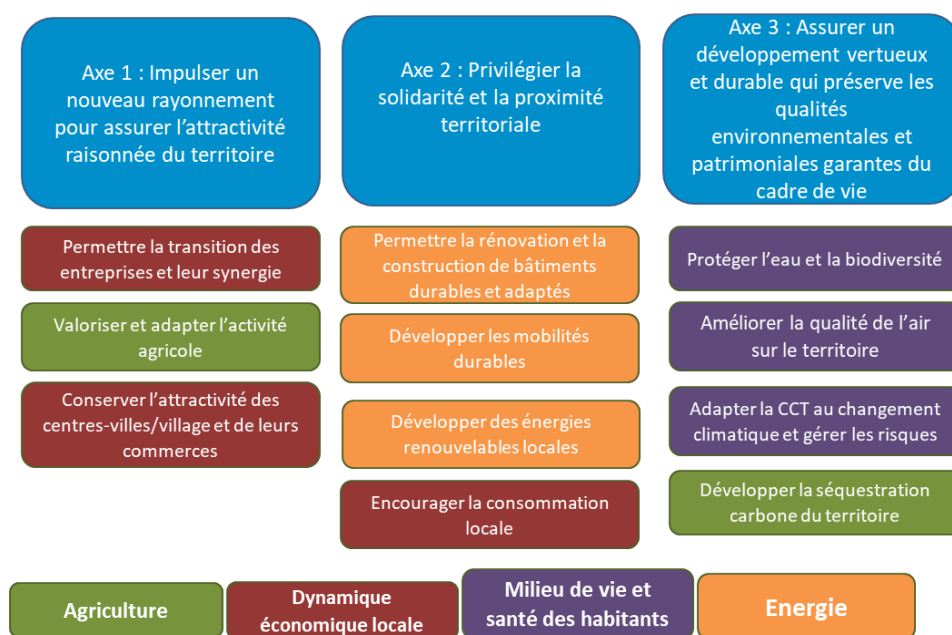 Axe 1 : Impulser un
nouveau rayonnement
pour assurer l'attractivité
raisonnée du territoire
Axe 2 : Privilégier la
solidarité et la proximité
territoriale
Axe 3 : Assurer un
développement vertueux
et durable qui préserve les
qualités
environnementales et
patrimoniales garantes du
cadre de vie
Permettre la transition des
entreprises et leur synergie
Valoriser et adapter l'activité
agricole
Conserver l'attractivité des
centres-villes/village et de leurs
commerces
Permettre la rénovation et la
construction de bâtiments
durables et adaptés
Développer les mobilités
durables
Développer des énergies
renouvelables locales
Encourager la consommation
locale
Protéger l'eau et la biodiversité
Améliorer la qualité de l'air
sur le territoire
Adapter la CCT au changement
climatique et gérer les risques
Développer la séquestration
carbone du territoire
Agriculture
Dynamique
économique locale
Milieu de vie et
santé des habitants
Energie